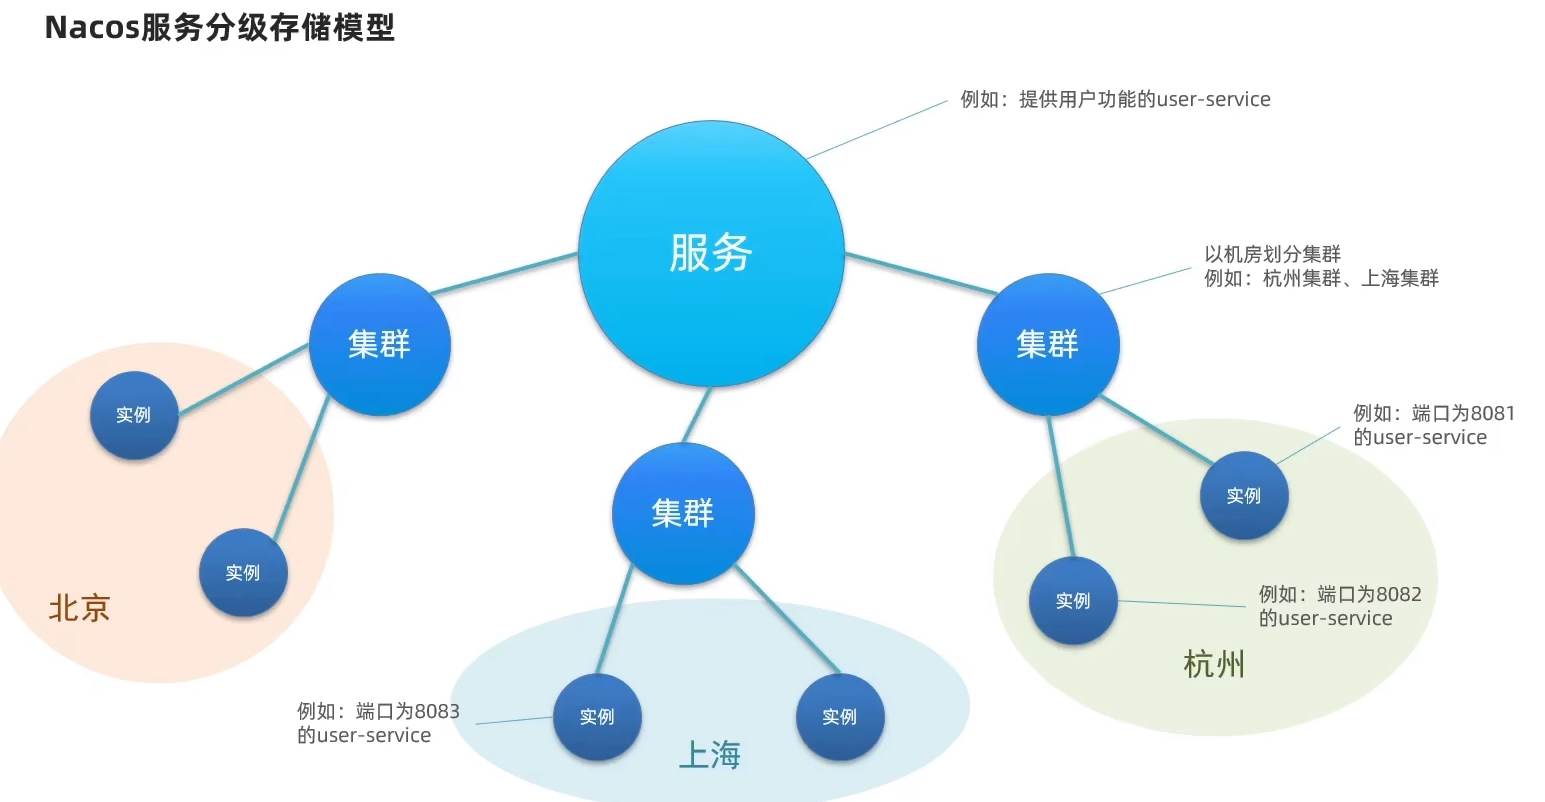 Nacos服务分级存储模型
例如：提供用户功能的user-service
服务
以机房划分集群
例如：杭州集群、上海集群
集群
集群
实例
例如：端口为8081
的user-service
集群
实例
实例
例如：端口为8082
的user-service
实例
北京
杭州
例如：端口为8083
的user-service
实例
实例
上海